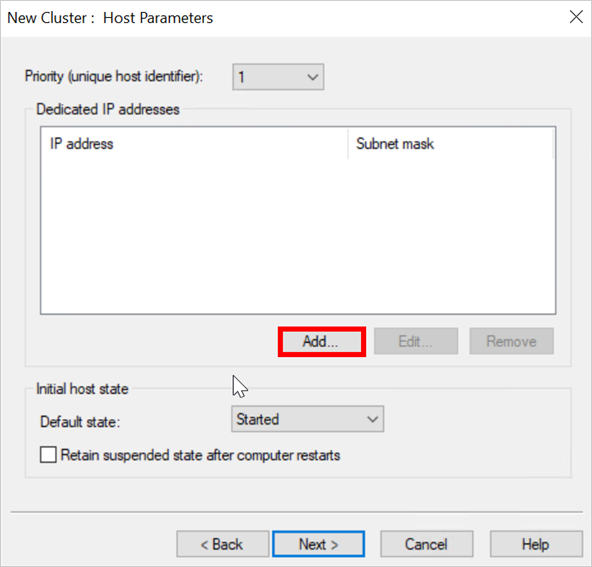 New Cluster :  Host Parameters
Priority (unique host identifier): 1
Dedicated IP addresses
IP address Subnet mask
Add... Edit... Remove
Initial host state
Default state: Started
Retain suspended state after computer restarts
< Back Next > Cancel Help